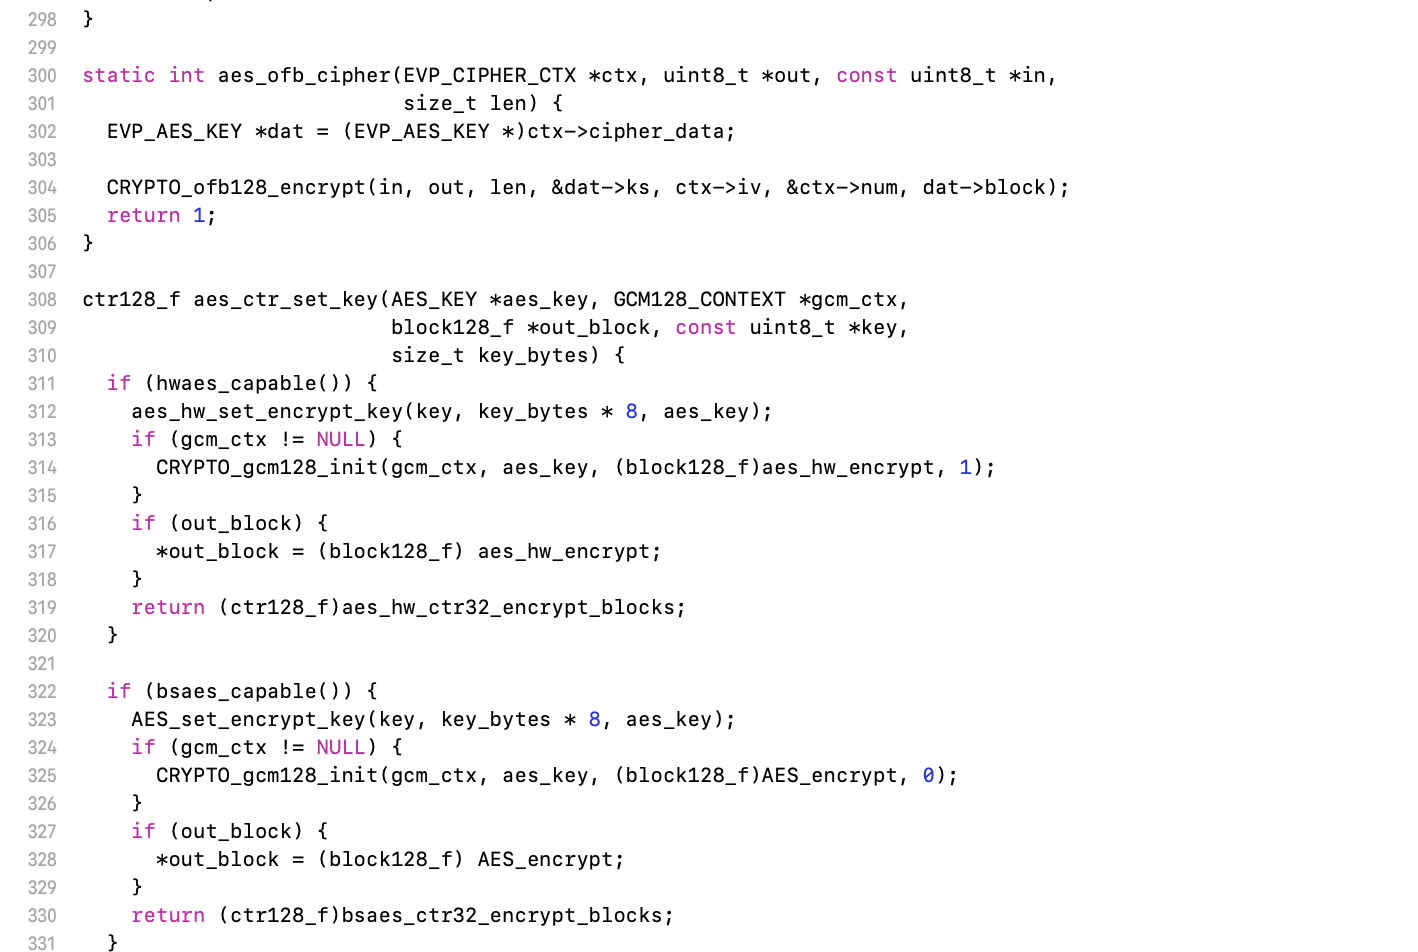 298 }
299
300 static int aes_ofb_cipher(EVP_CIPHER_CTX *ctx, uint8_t *out, const uint8_t *in,
301                           size_t len) {
302   EVP_AES_KEY *dat = (EVP_AES_KEY *)ctx->cipher_data;
303
304   CRYPTO_ofb128_encrypt(in, out, len, &dat->ks, ctx->iv, &ctx->num, dat->block);
305   return 1;
306 }
307
308 ctr128_f aes_ctr_set_key(AES_KEY *aes_key, GCM128_CONTEXT *gcm_ctx,
309                          block128_f *out_block, const uint8_t *key,
310                          size_t key_bytes) {
311   if (hwaes_capable()) {
312     aes_hw_set_encrypt_key(key, key_bytes * 8, aes_key);
313     if (gcm_ctx != NULL) {
314       CRYPTO_gcm128_init(gcm_ctx, aes_key, (block128_f)aes_hw_encrypt, 1);
315     }
316     if (out_block) {
317       *out_block = (block128_f) aes_hw_encrypt;
318     }
319     return (ctr128_f)aes_hw_ctr32_encrypt_blocks;
320   }
321
322   if (bsaes_capable()) {
323     AES_set_encrypt_key(key, key_bytes * 8, aes_key);
324     if (gcm_ctx != NULL) {
325       CRYPTO_gcm128_init(gcm_ctx, aes_key, (block128_f)AES_encrypt, 0);
326     }
327     if (out_block) {
328       *out_block = (block128_f) AES_encrypt;
329     }
330     return (ctr128_f)bsaes_ctr32_encrypt_blocks;
331   }